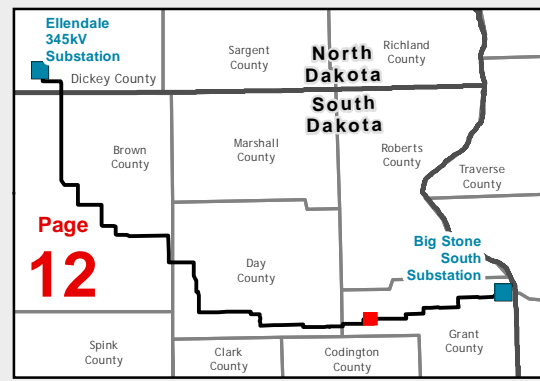 Ellendale
345kV
Substation
Dickey County
Sargent
County
North
Dakota
Richland
County
South
Dakota
Brown
County
Marshall
County
Roberts
County
Traverse
County
Page
12
Day
County
Big Stone
South
Substation
Spink
County
Clark
County
Codington
County
Grant
County